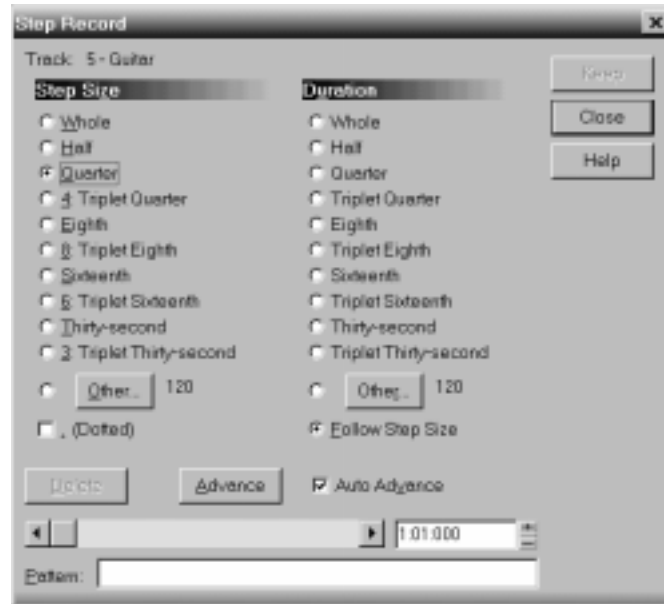 Step Record
Track: 5 - Guitar
Step Size
Whole
Half
Quarter
4: Triplet Quarter
Eighth
8: Triplet Eighth
Sixteenth
6: Triplet Sixteenth
Thirty-second
3: Triplet Thirty-second
Other... 120
. (Dotted)
Duration
Whole
Half
Quarter
Triplet Quarter
Eighth
Triplet Eighth
Sixteenth
Triplet Sixteenth
Thirty-second
Triplet Thirty-second
Other... 120
Follow Step Size
Keep
Close
Help
Delete
Advance
Auto Advance
1:01:000
Pattern: